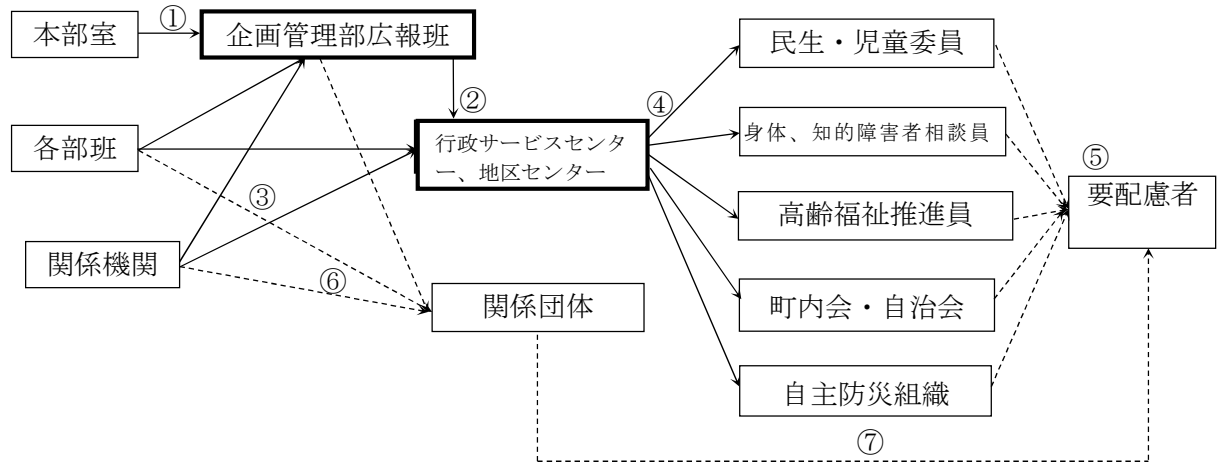 本部室
①
企画管理部広報班
民生・児童委員
②
④
各部班
行政サービスセンタ
ー、地区センター
身体、知的障害者相談員
⑤
要配慮者
③
高齢福祉推進員
関係機関
⑥
関係団体
町内会・自治会
自主防災組織
⑦